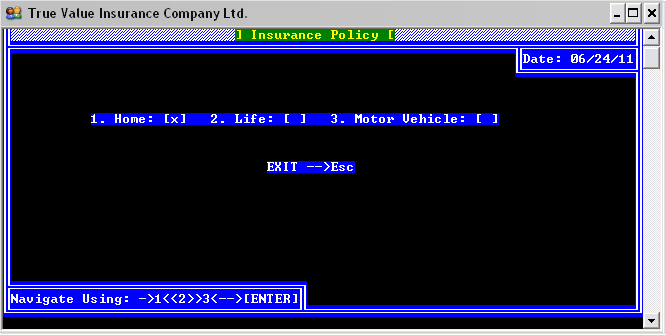 True Value Insurance Company Ltd.
] Insurance Policy [
Date: 06/24/11
1. Home: [x] 2. Life: [ ] 3. Motor Vehicle: [ ]
EXIT -->Esc
Navigate Using: ->1<<2>>3<-->[ENTER]